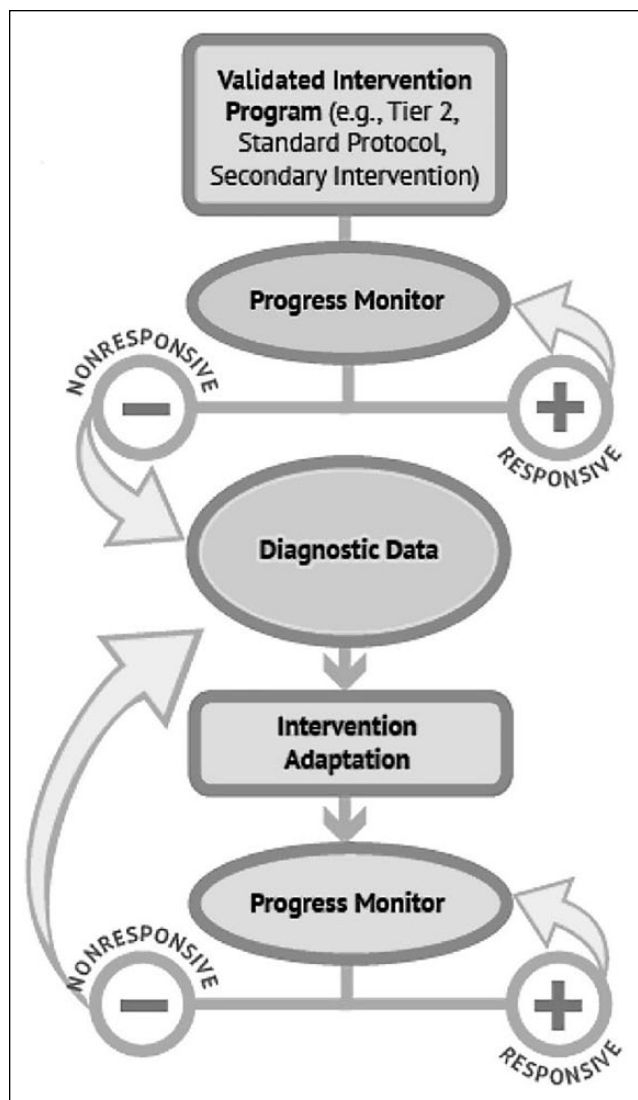 Validated Intervention
Program (e.g., Tier 2,
Standard Protocol,
Secondary Intervention)
Progress Monitor
NONRESPONSIVE
RESPONSIVE
Diagnostic Data
Intervention
Adaptation
Progress Monitor
NONRESPONSIVE
RESPONSIVE